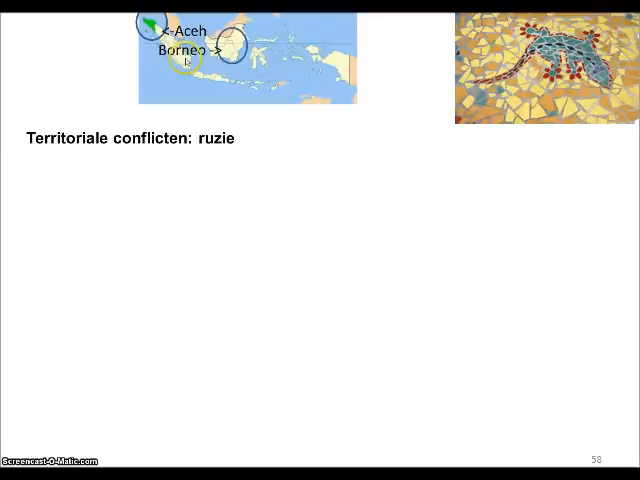 <-Aceh
Borneo ->
Territoriale conflicten: ruzie
58
Screencast-O-Matic.com